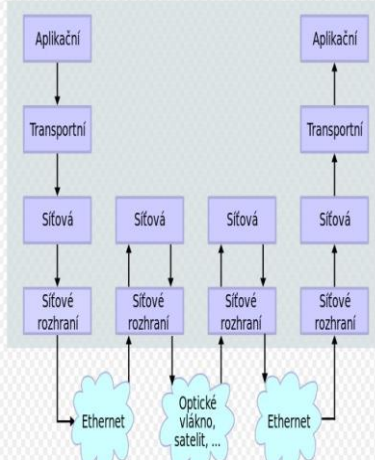 Aplikační
Aplikační
Transportní
Transportní
Síťová
Síťová
Síťová
Síťová
Síťové
rozhraní
Síťové
rozhraní
Síťové
rozhraní
Síťové
rozhraní
Ethernet
Optické
vlákno,
satelit, ...
Ethernet